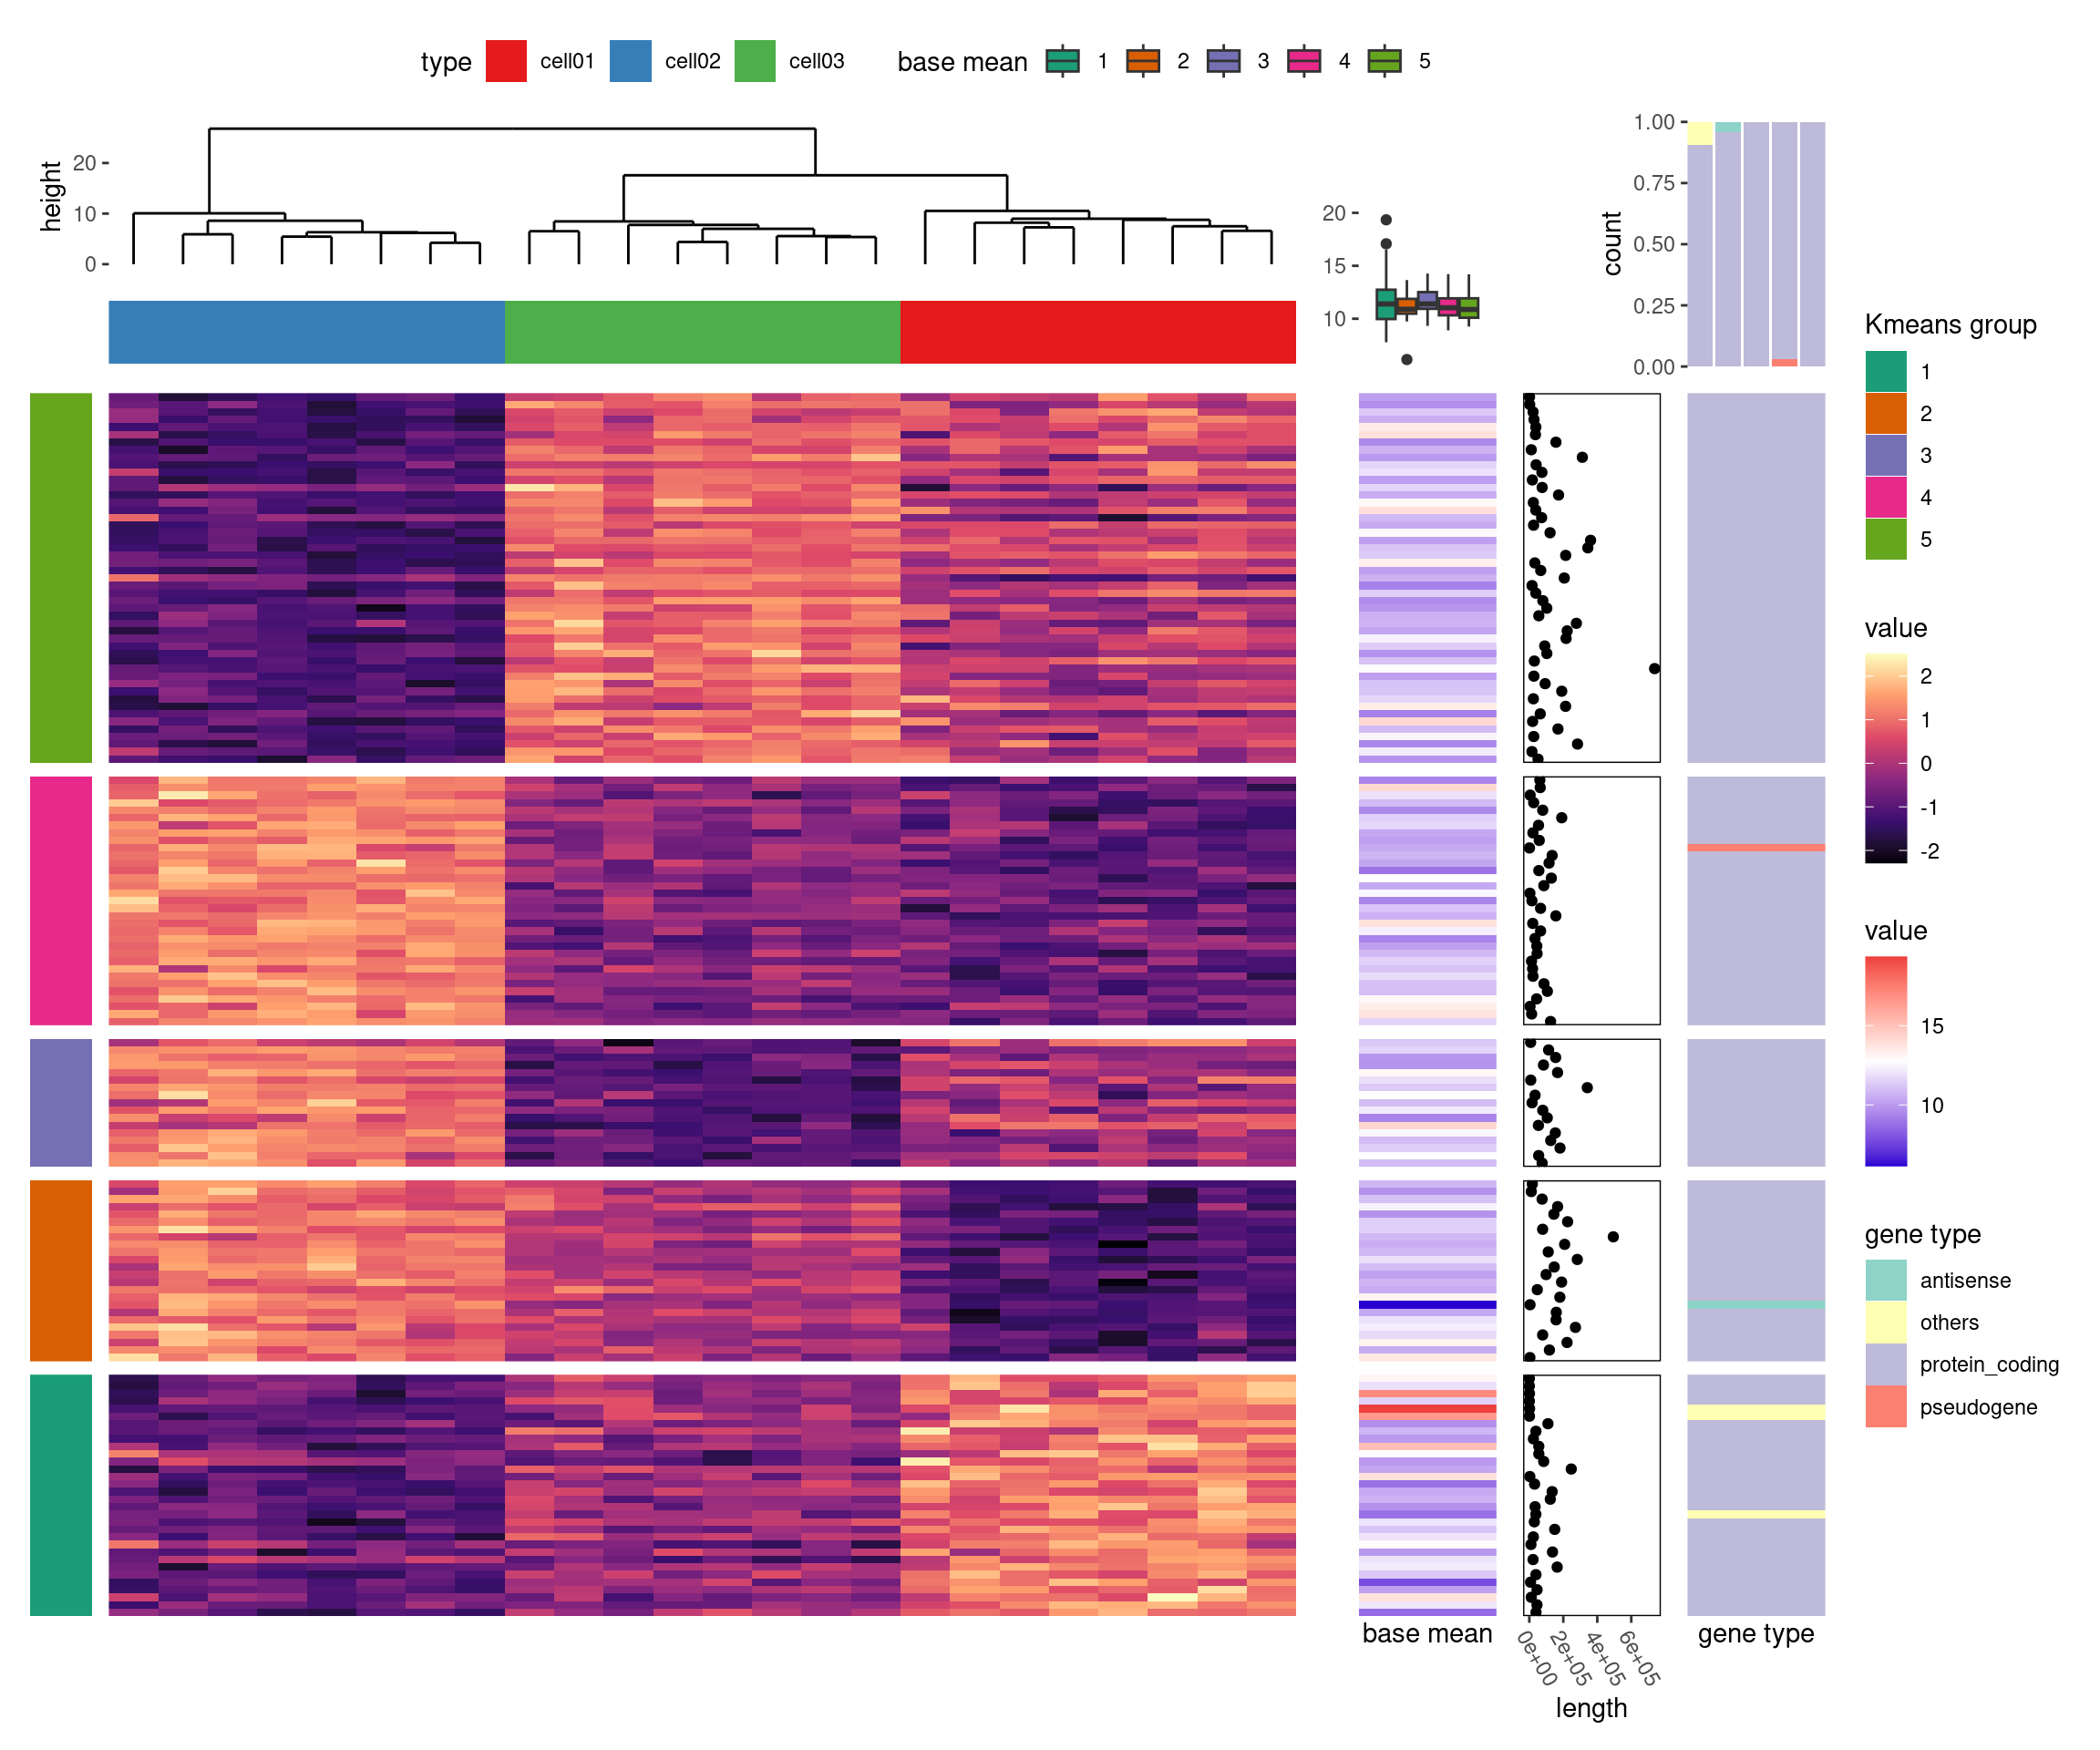 type cell01 cell02 cell03 base mean 1 2 3 4 5
height
20
10
0
20
15
10
count
1.00
0.75
0.50
0.25
0.00
Kmeans group
1
2
3
4
5
value
2
1
0
-1
-2
value
15
10
gene type
antisense
others
protein_coding
pseudogene
base mean
0e+00 2e+05 4e+05 6e+05
length
gene type